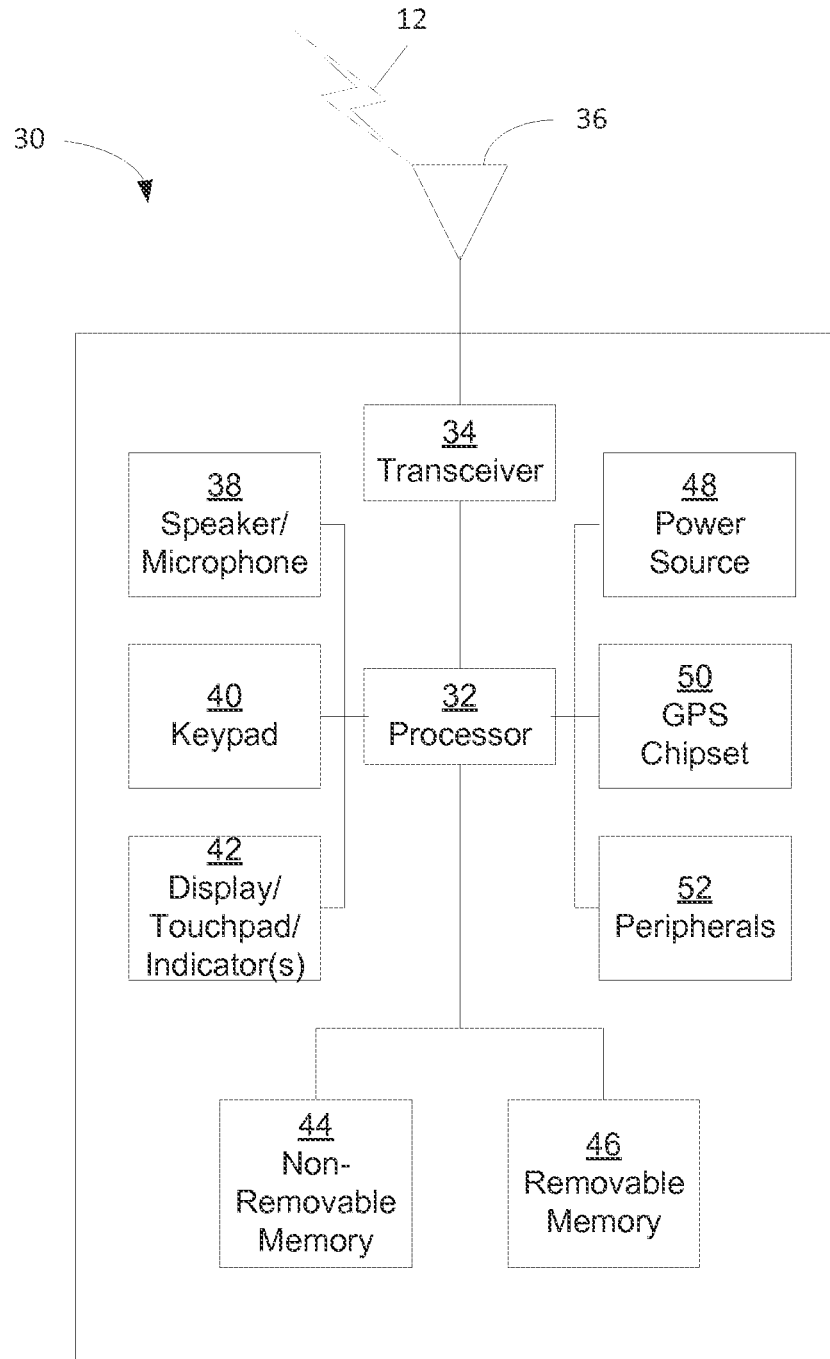 12
36
30
34
Transceiver
38
Speaker/
Microphone
48
Power
Source
40
Keypad
32
Processor
50
GPS
Chipset
42
Display/
Touchpad/
Indicator(s)
52
Peripherals
44
Non-
Removable
Memory
46
Removable
Memory